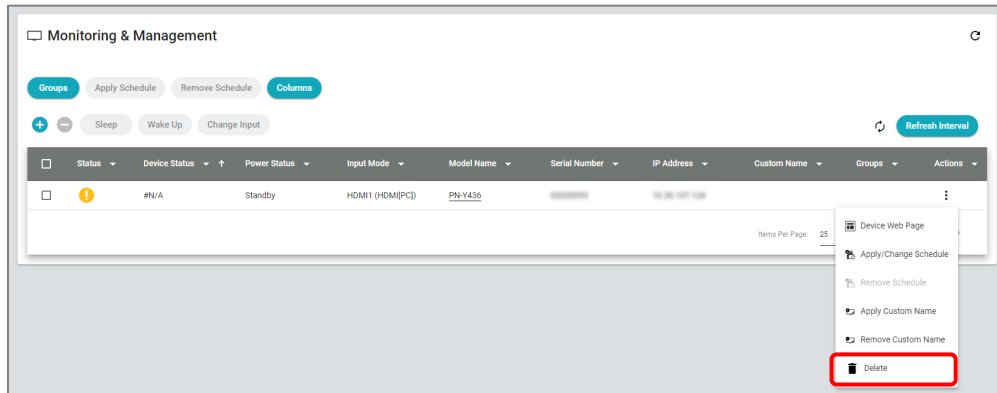 Monitoring & Management
Groups Apply Schedule Remove Schedule Columns
Sleep Wake Up Change Input Refresh Interval
Status Device Status Power Status Input Mode Model Name Serial Number IP Address Custom Name Groups Actions
#N/A Standby HDMI1 (HDMI[PC]) PN-Y436
Items Per Page: 25
Device Web Page
Apply/Change Schedule
Remove Schedule
Apply Custom Name
Remove Custom Name
Delete